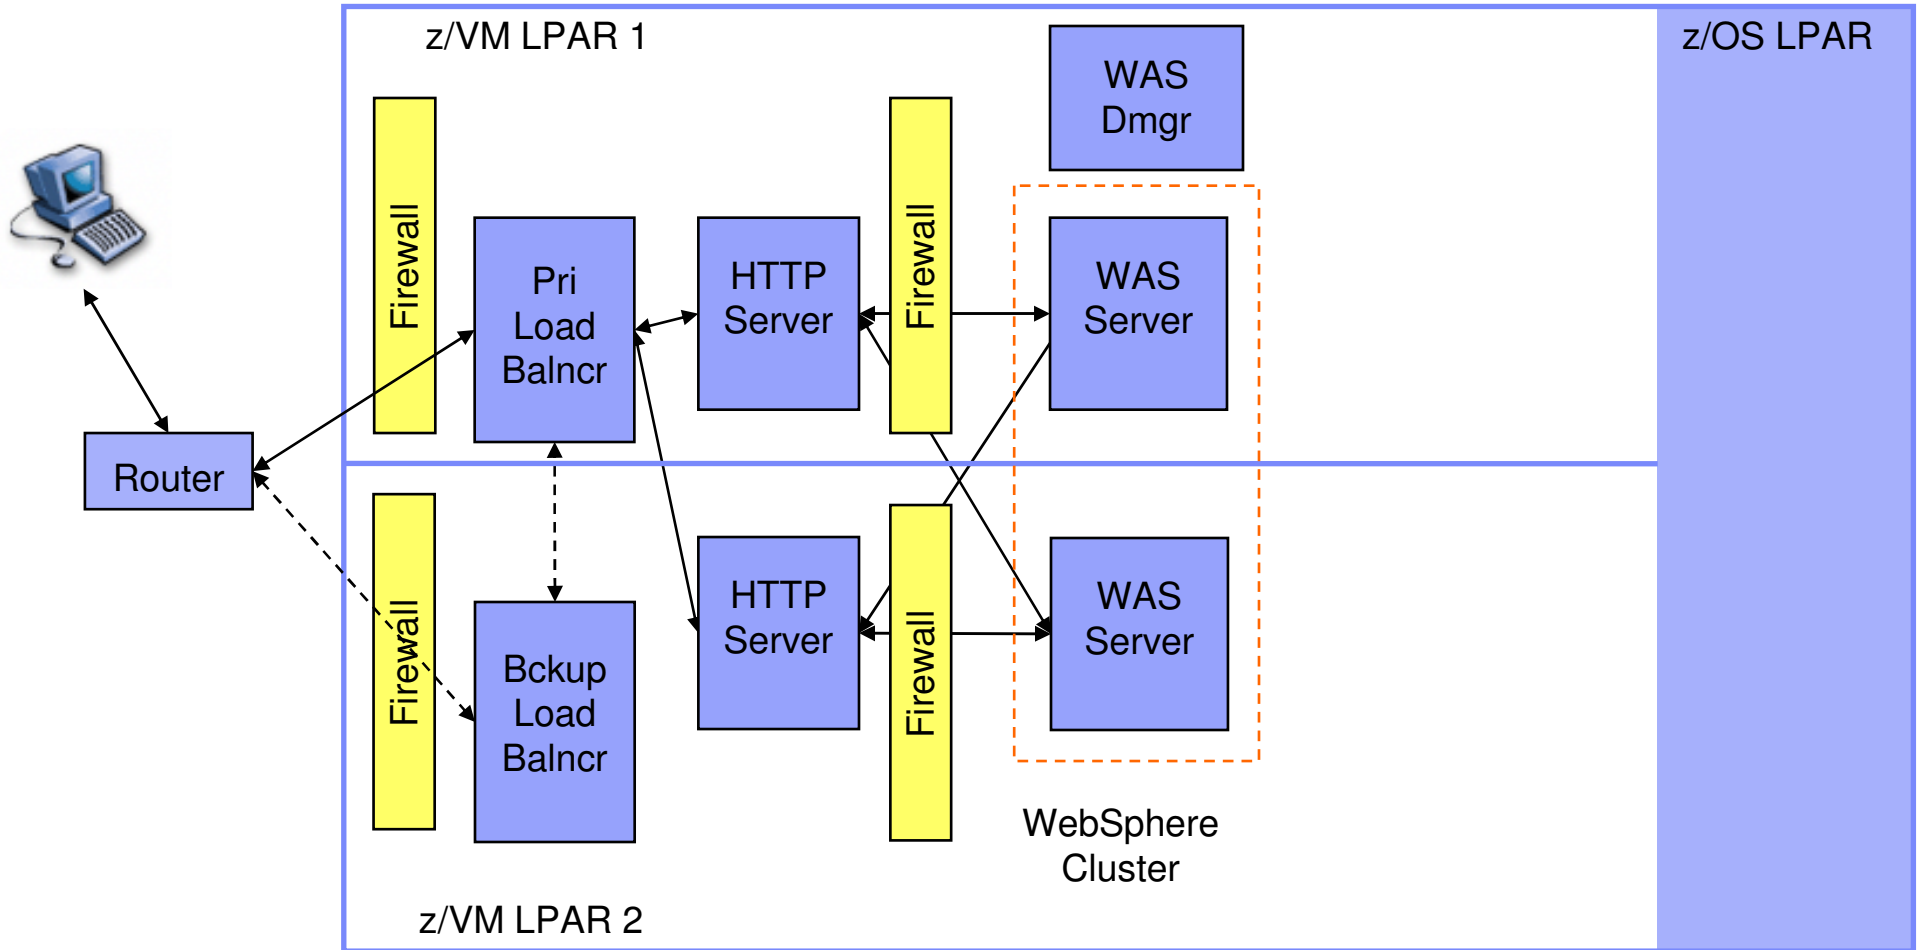 z/VM LPAR 1
z/OS LPAR
WAS
Dmgr
Firewall
Pri
Load
Balncr
HTTP
Server
Firewall
WAS
Server
Router
Firewall
Bckup
Load
Balncr
HTTP
Server
Firewall
WAS
Server
WebSphere
Cluster
z/VM LPAR 2